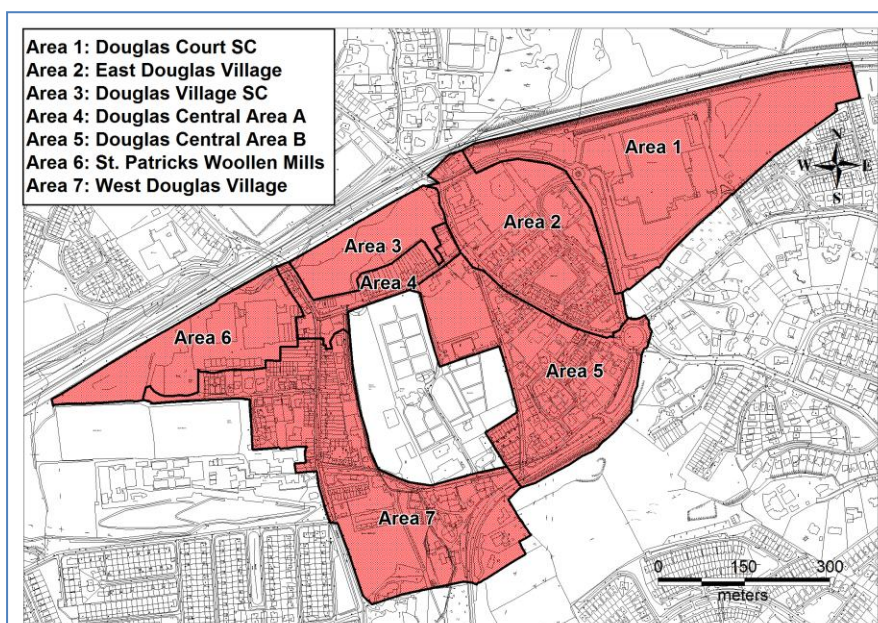 Area 1: Douglas Court SC
Area 2: East Douglas Village
Area 3: Douglas Village SC
Area 4: Douglas Central Area A
Area 5: Douglas Central Area B
Area 6: St. Patricks Woollen Mills
Area 7: West Douglas Village
Area 1
N
W E
S
Area 2
Area 3
Area 4
Area 6
Area 5
Area 7
0 150 300
meters